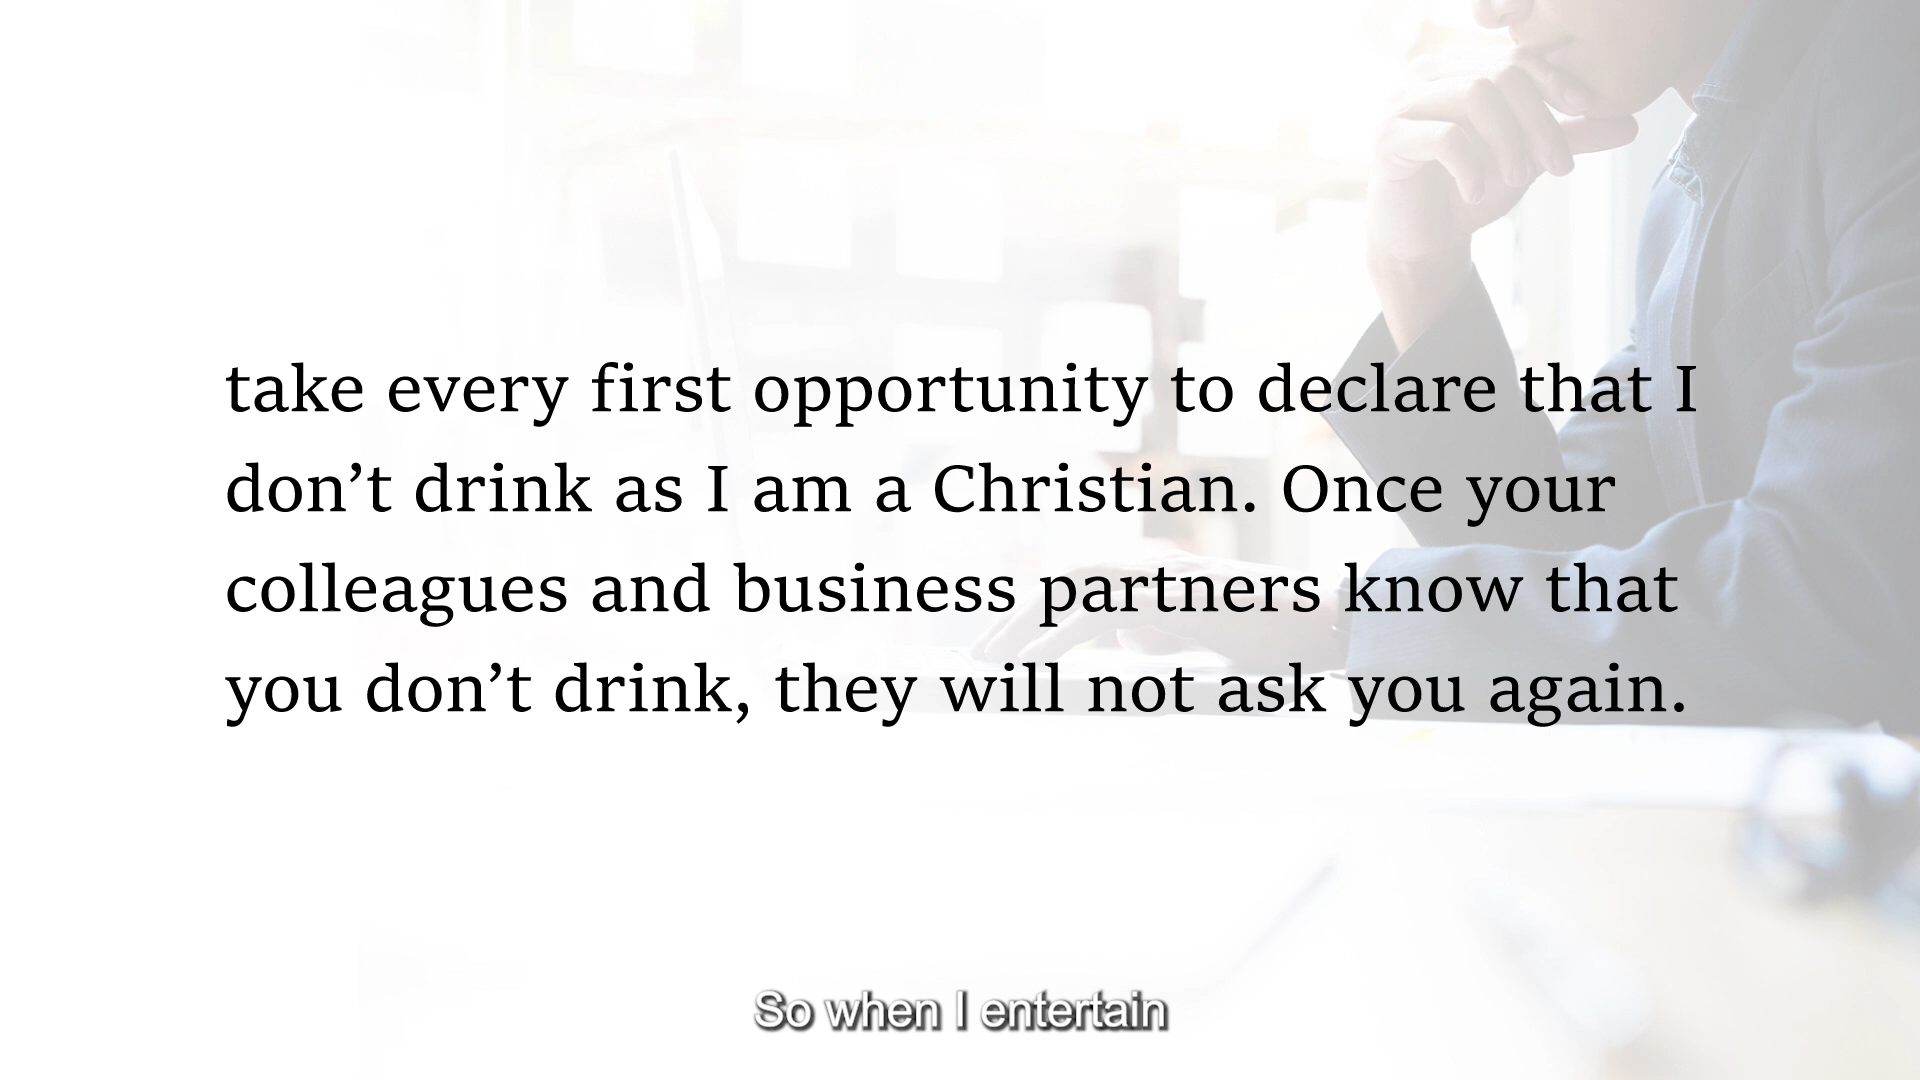 take every first opportunity to declare that I
don’t drink as I am a Christian. Once your
colleagues and business partners know that
you don’t drink, they will not ask you again.
So when I entertain